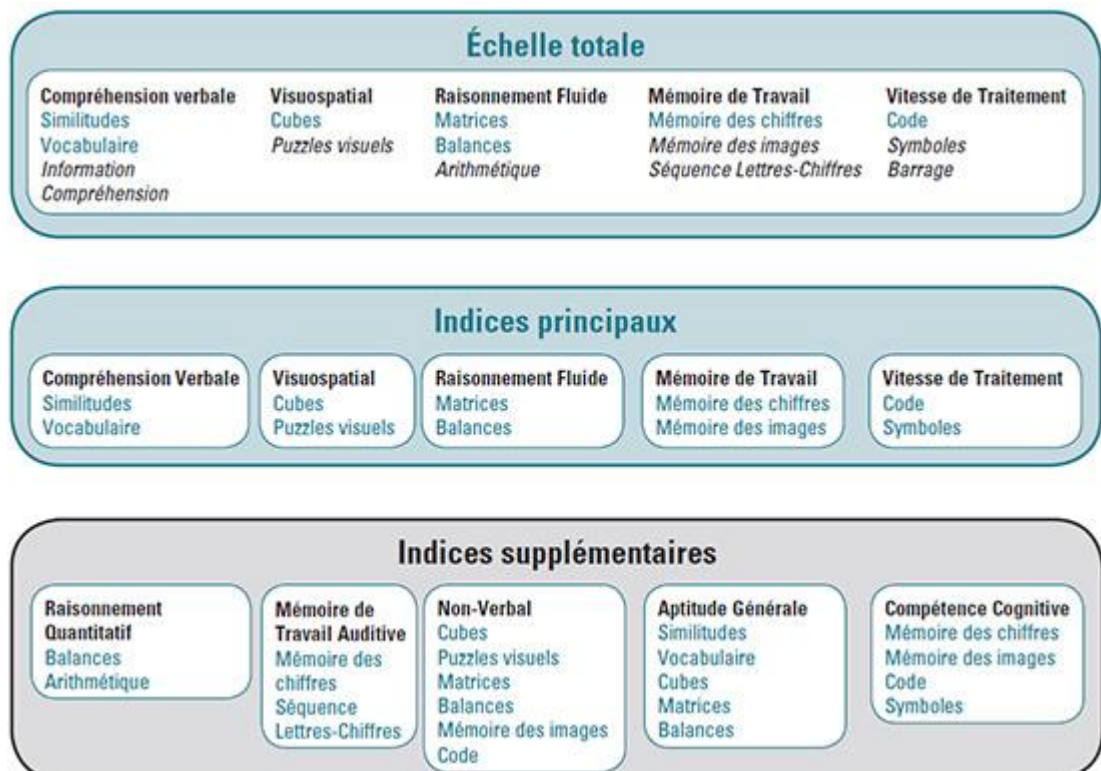 Échelle totale
Compréhension verbale
Similitudes
Vocabulaire
Information
Compréhension
Visuospatial
Cubes
Puzzles visuels
Raisonnement Fluide
Matrices
Balances
Arithmétique
Mémoire de Travail
Mémoire des chiffres
Mémoire des images
Séquence Lettres-Chiffres
Vitesse de Traitement
Code
Symboles
Barrage
Indices principaux
Compréhension Verbale
Similitudes
Vocabulaire
Visuospatial
Cubes
Puzzles visuels
Raisonnement Fluide
Matrices
Balances
Mémoire de Travail
Mémoire des chiffres
Mémoire des images
Vitesse de Traitement
Code
Symboles
Indices supplémentaires
Raisonnement
Quantitatif
Balances
Arithmétique
Mémoire de
Travail Auditive
Mémoire des
chiffres
Séquence
Lettres-Chiffres
Non-Verbal
Cubes
Puzzles visuels
Matrices
Balances
Mémoire des images
Code
Aptitude Générale
Similitudes
Vocabulaire
Cubes
Matrices
Balances
Compétence Cognitive
Mémoire des chiffres
Mémoire des images
Code
Symboles